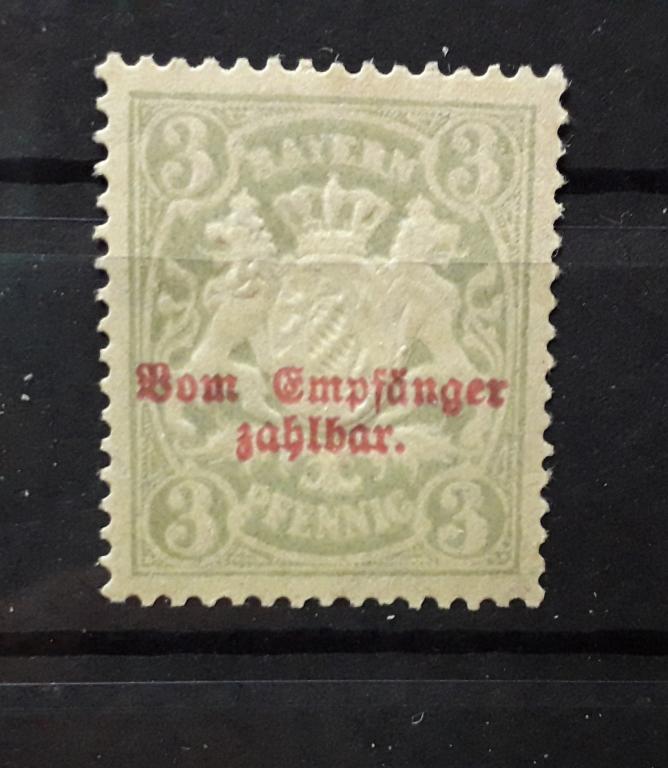 3 3
BAYERN
Vom Empfänger
zahlbar.
PFENNIG
3 3